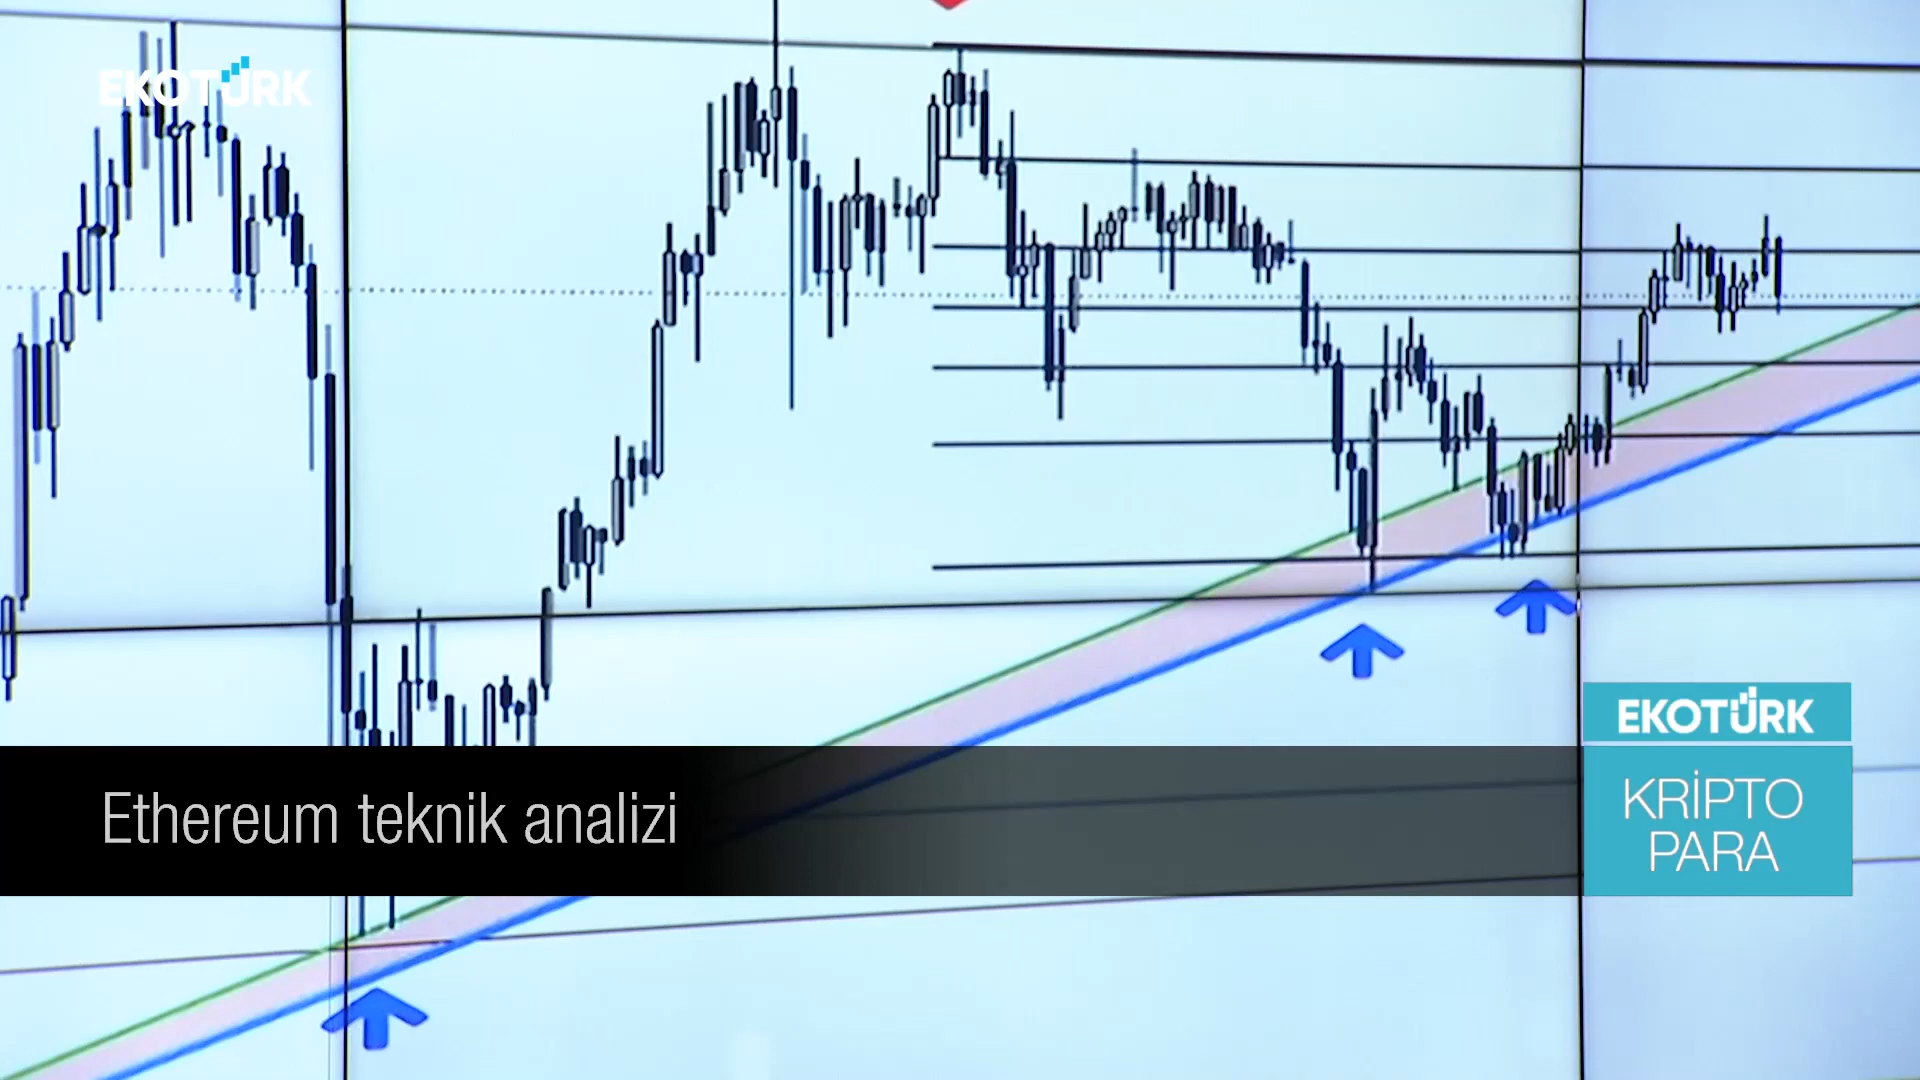 EKOTÜRK
EKOTÜRK
Ethereum teknik analizi
KRİPTO
PARA